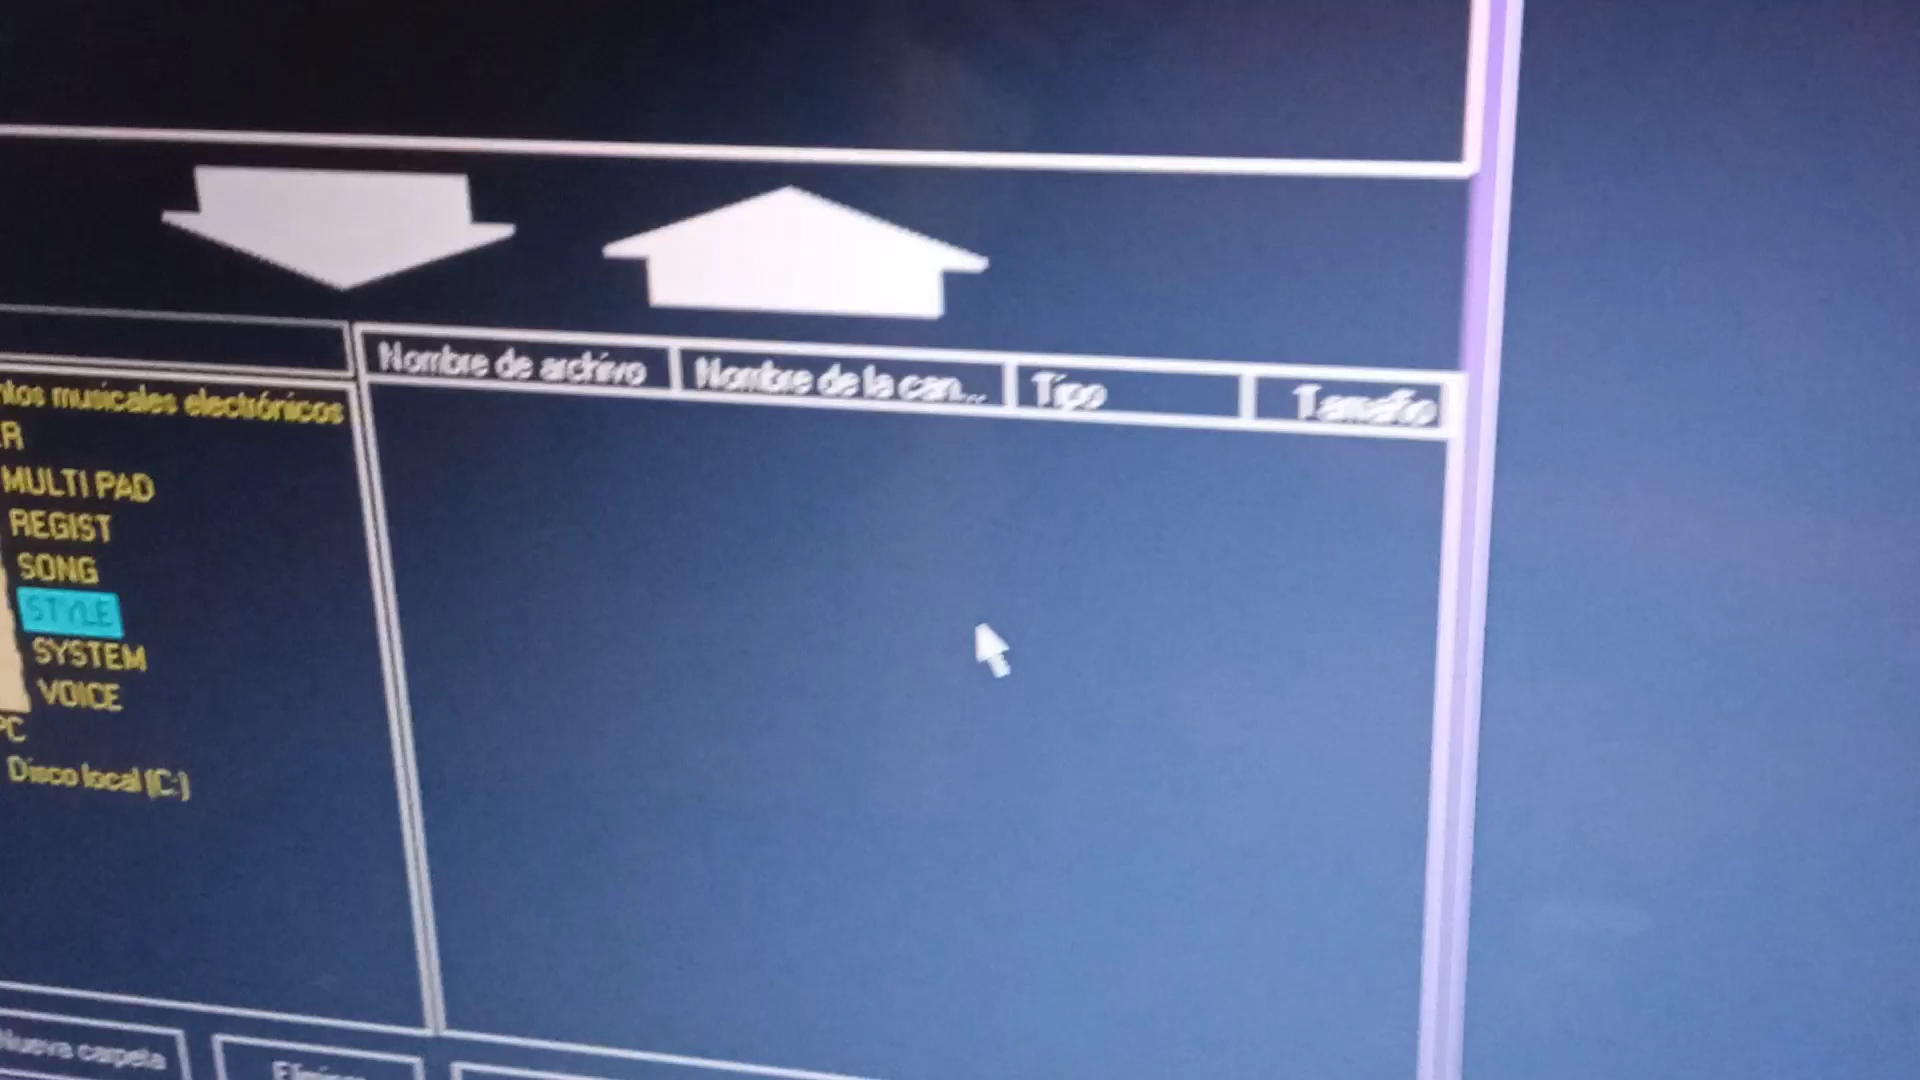 Nombre de archivo Nombre de la can... Tipo Tamaño
ntos musicales electrónicos
ER
MULTI PAD
REGIST
SONG
STYLE
SYSTEM
VOICE
PC
Disco local (C:)
Nueva carpeta